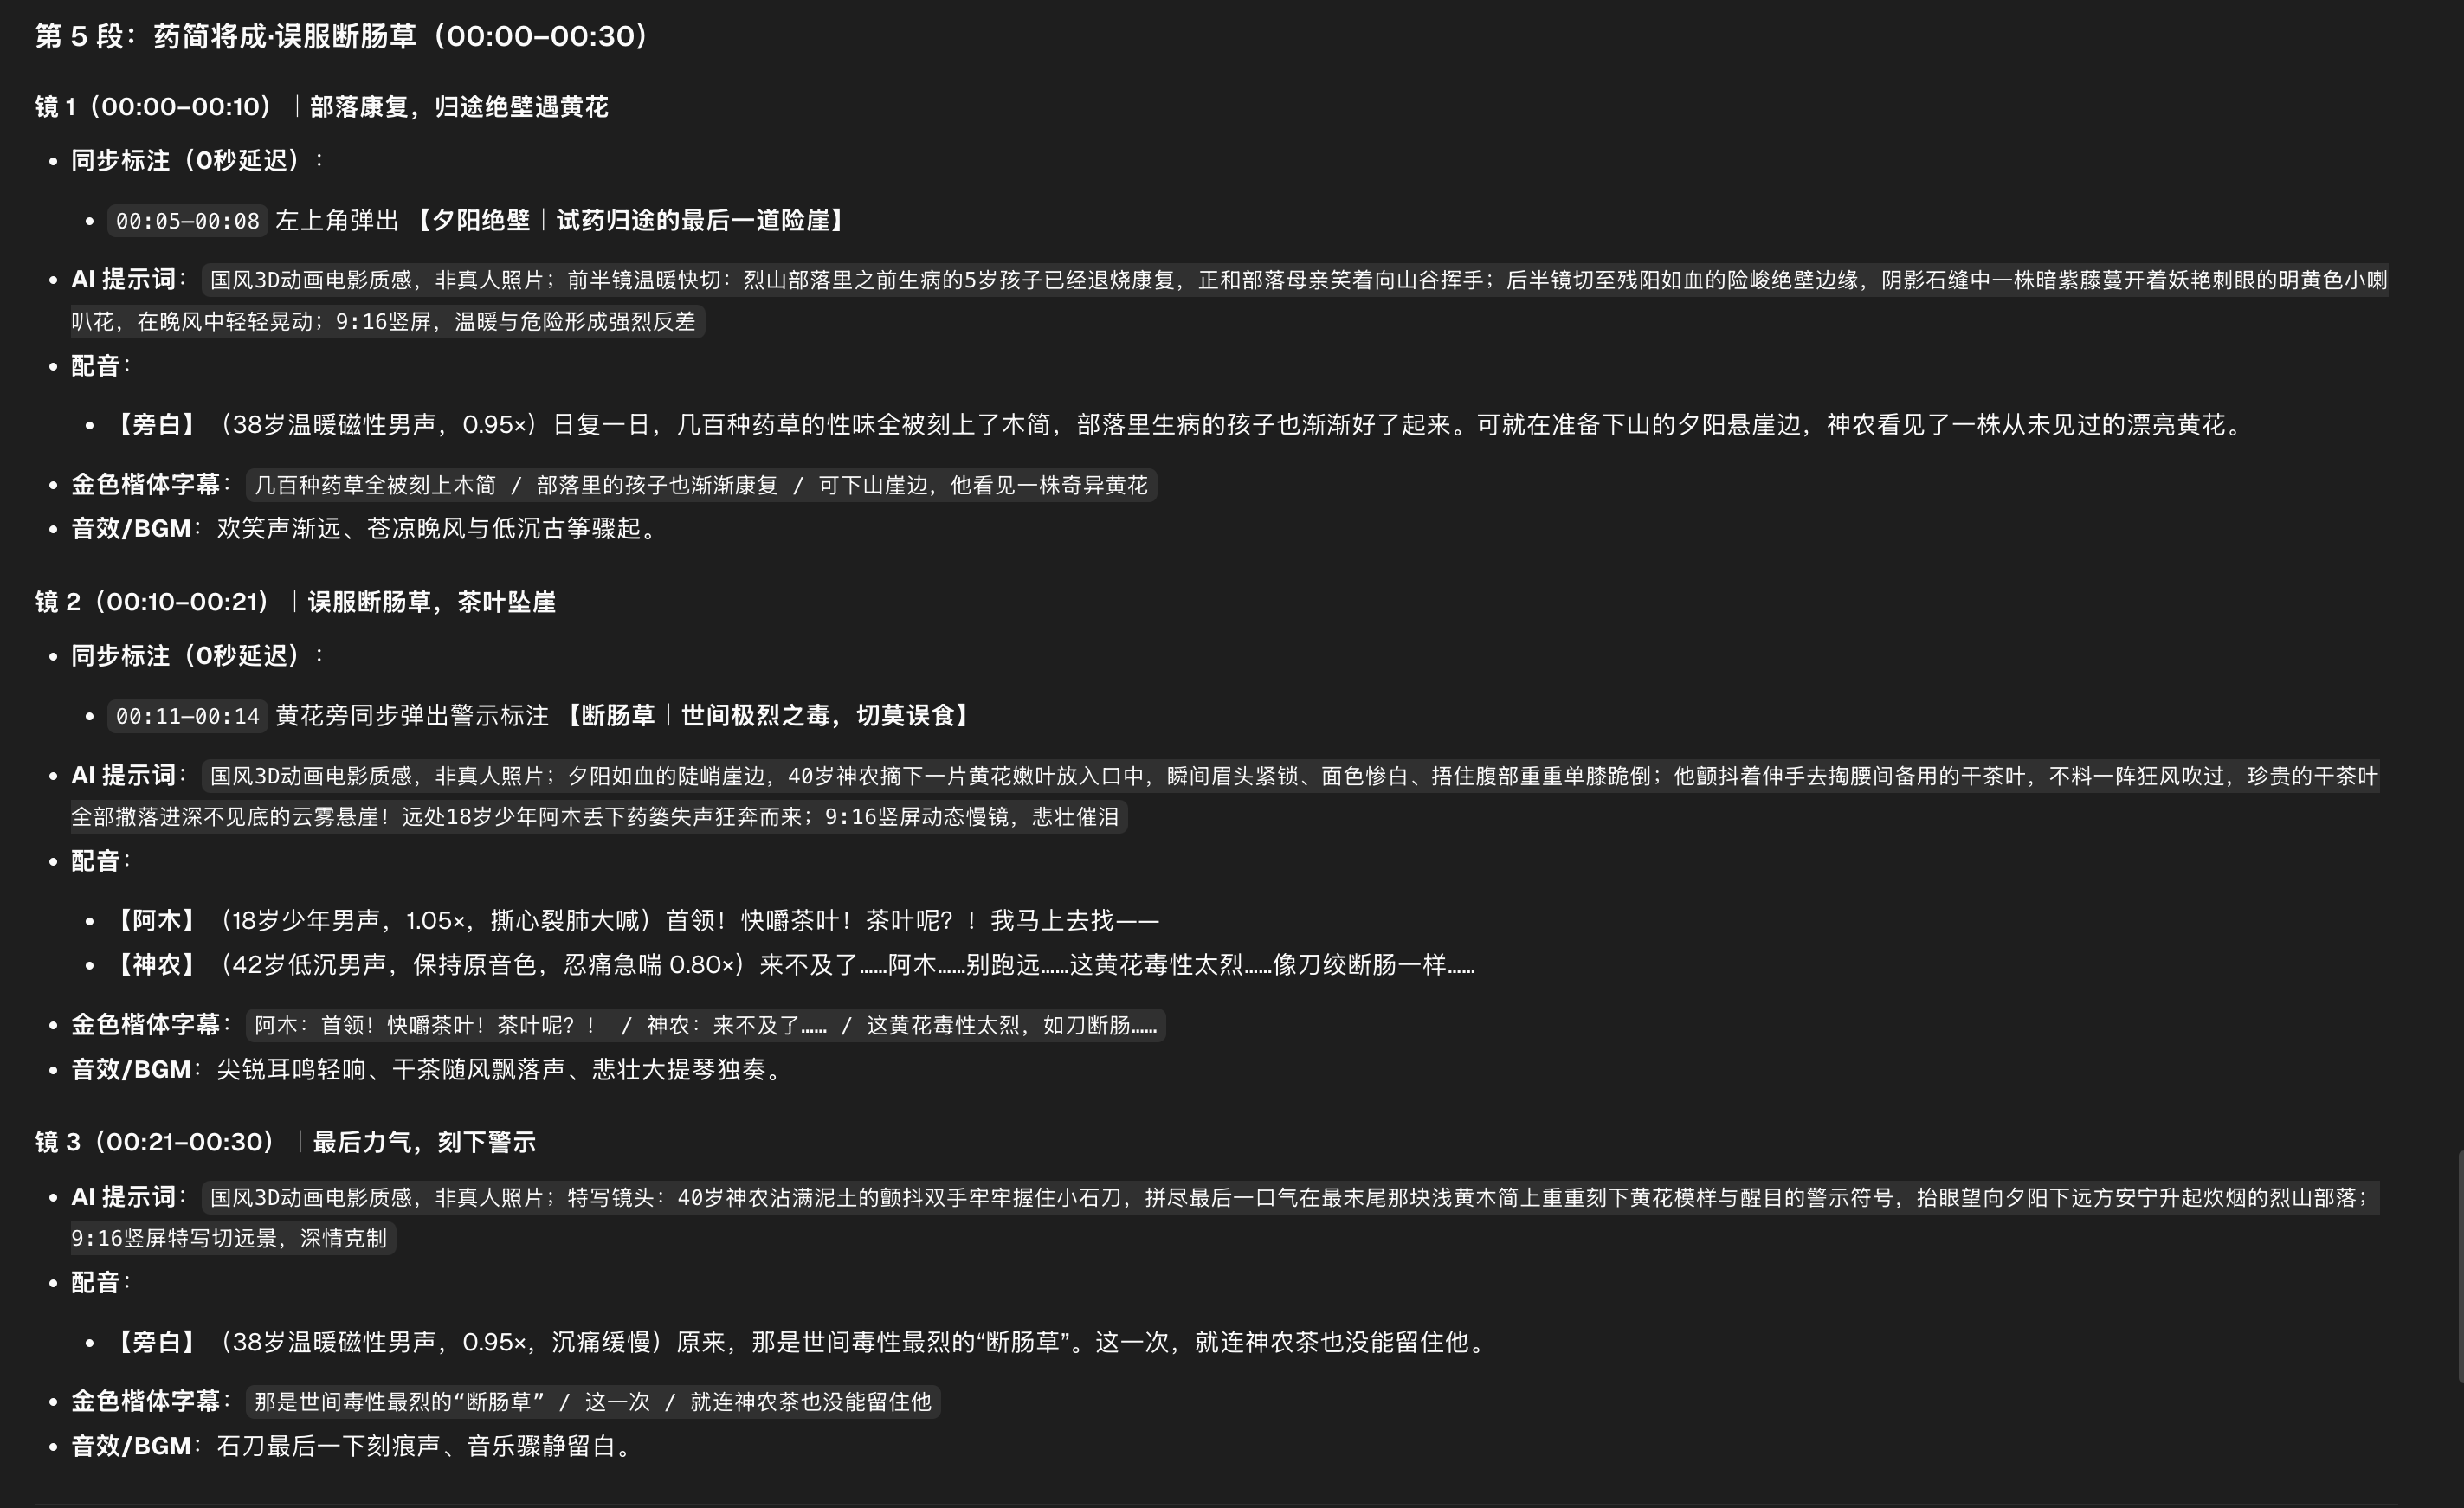 第 5 段：药简将成·误服断肠草（00:00–00:30）
镜 1（00:00–00:10）｜部落康复，归途绝壁遇黄花
• 同步标注（0秒延迟）：
• 00:05–00:08 左上角弹出 【夕阳绝壁｜试药归途的最后一道险崖】
• AI 提示词： 国风3D动画电影质感，非真人照片；前半镜温暖快切：烈山部落里之前生病的5岁孩子已经退烧康复，正和部落母亲笑着向山谷挥手；后半镜切至残阳如血的险峻绝壁边缘，阴影石缝中一株暗紫藤蔓开着妖艳刺眼的明黄色小喇
叭花，在晚风中轻轻晃动；9:16竖屏，温暖与危险形成强烈反差
• 配音：
• 【旁白】（38岁温暖磁性男声，0.95×）日复一日，几百种药草的性味全被刻上了木简，部落里生病的孩子也渐渐好了起来。可就在准备下山的夕阳悬崖边，神农看见了一株从未见过的漂亮黄花。
• 金色楷体字幕： 几百种药草全被刻上木简 / 部落里的孩子也渐渐康复 / 可下山崖边，他看见一株奇异黄花
• 音效/BGM：欢笑声渐远、苍凉晚风与低沉古筝骤起。
镜 2（00:10–00:21）｜误服断肠草，茶叶坠崖
• 同步标注（0秒延迟）：
• 00:11–00:14 黄花旁同步弹出警示标注 【断肠草｜世间极烈之毒，切莫误食】
• AI 提示词： 国风3D动画电影质感，非真人照片；夕阳如血的陡峭崖边，40岁神农摘下一片黄花嫩叶放入口中，瞬间眉头紧锁、面色惨白、捂住腹部重重单膝跪倒；他颤抖着伸手去掏腰间备用的干茶叶，不料一阵狂风吹过，珍贵的干茶叶
全部撒落进深不见底的云雾悬崖！远处18岁少年阿木丢下药篓失声狂奔而来；9:16竖屏动态慢镜，悲壮催泪
• 配音：
• 【阿木】（18岁少年男声，1.05×，撕心裂肺大喊）首领！快嚼茶叶！茶叶呢？！我马上去找——
• 【神农】（42岁低沉男声，保持原音色，忍痛急喘 0.80×）来不及了……阿木……别跑远……这黄花毒性太烈……像刀绞断肠一样……
• 金色楷体字幕： 阿木：首领！快嚼茶叶！茶叶呢？！ / 神农：来不及了…… / 这黄花毒性太烈，如刀断肠……
• 音效/BGM：尖锐耳鸣轻响、干茶随风飘落声、悲壮大提琴独奏。
镜 3（00:21–00:30）｜最后力气，刻下警示
• AI 提示词： 国风3D动画电影质感，非真人照片；特写镜头：40岁神农沾满泥土的颤抖双手牢牢握住小石刀，拼尽最后一口气在最末尾那块浅黄木简上重重刻下黄花模样与醒目的警示符号，抬眼望向夕阳下远方安宁升起炊烟的烈山部落；
9:16竖屏特写切远景，深情克制
• 配音：
• 【旁白】（38岁温暖磁性男声，0.95×，沉痛缓慢）原来，那是世间毒性最烈的“断肠草”。这一次，就连神农茶也没能留住他。
• 金色楷体字幕： 那是世间毒性最烈的“断肠草” / 这一次 / 就连神农茶也没能留住他
• 音效/BGM：石刀最后一下刻痕声、音乐骤静留白。